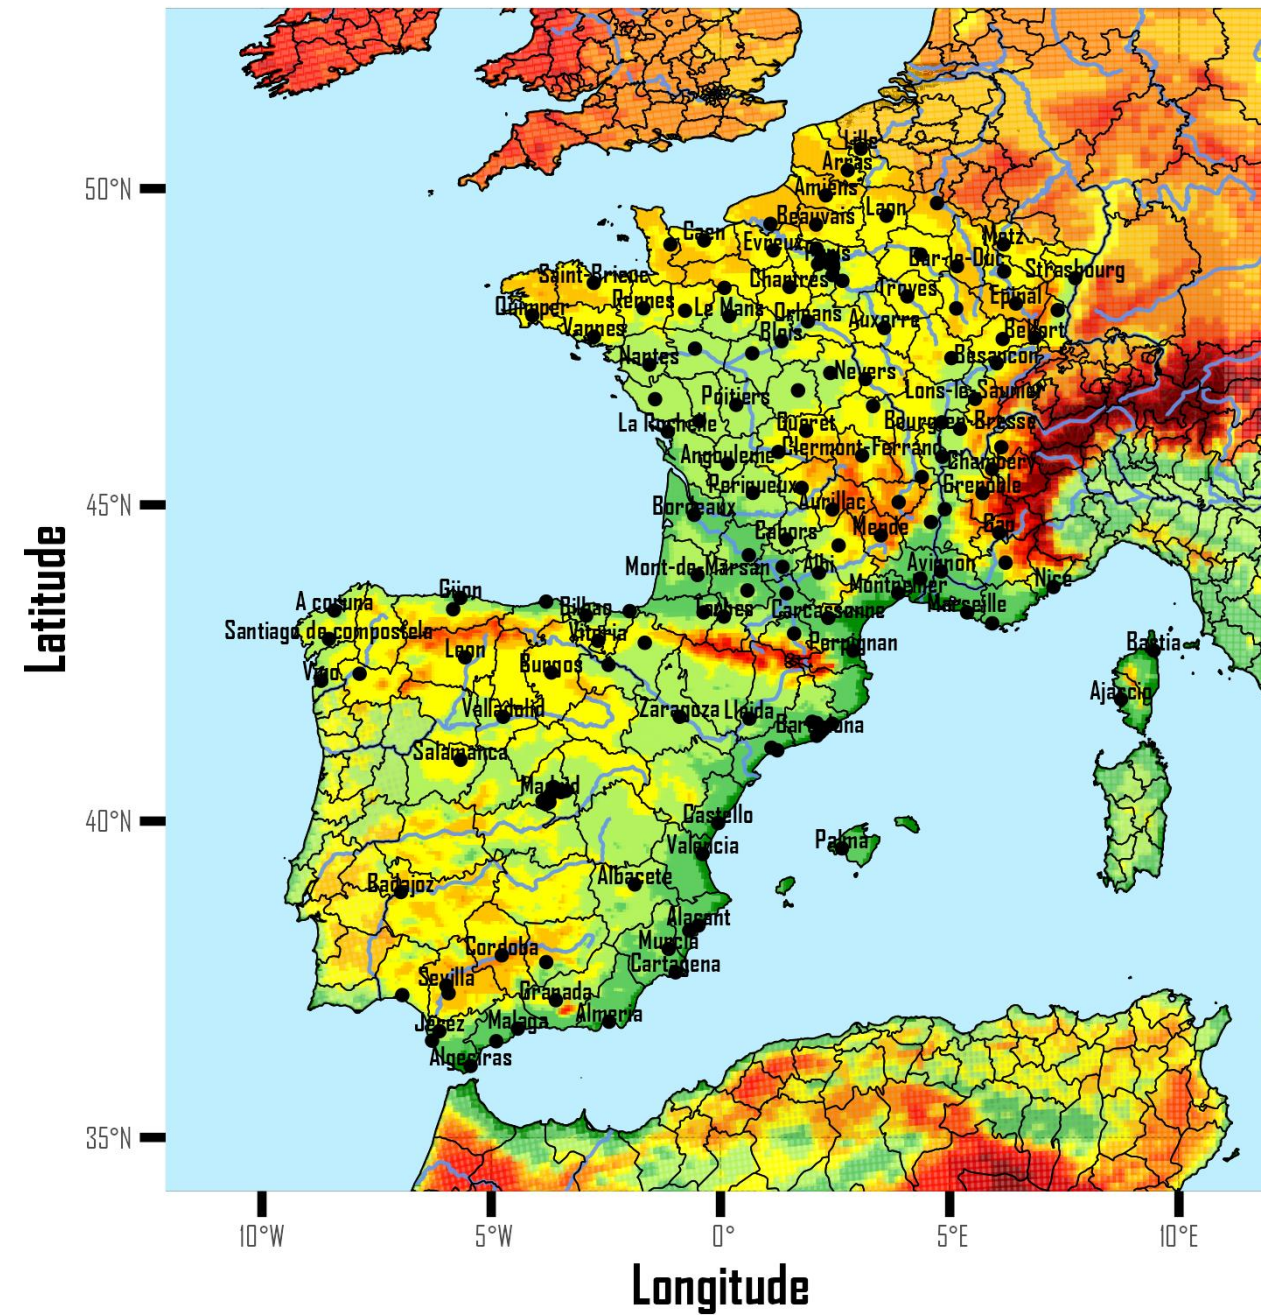 Lille
Arras
50°N
Amiens
Laon
Beauvais
Caen
Evreux
Metz
Paris
Bar-le-Duc
Strasbourg
Saint-Brieuc
Chartres
Troyes
Epinal
Quimper
Rennes
Le Mans
Orleans
Auxerre
Vannes
Blois
Belfort
Nantes
Besancon
Nevers
Lons-le-Saunier
Poitiers
La Rochelle
Gueret
Bourg-en-Bresse
Angouleme
Clermont-Ferrand
Chambery
Perigueux
Grenoble
45°N
Bordeaux
Aurillac
Cahors
Mende
Gap
Mont-de-Marsan
Albi
Avignon
Nice
Montpellier
A coruna
Gijon
Bilbao
Tarbes
Carcassonne
Marseille
Santiago de compostela
Vitoria
Perpignan
Bastia
Leon
Burgos
Vigo
Ajaccio
Valladolid
Zaragoza
Lleida
Barcelona
Salamanca
Madrid
40°N
Castello
Valencia
Palma
Badajoz
Albacete
Alacant
Cordoba
Murcia
Cartagena
Sevilla
Granada
Jerez
Malaga
Almeria
Algesiras
35°N
10°W
5°W
0°
5°E
10°E
Latitude
Longitude